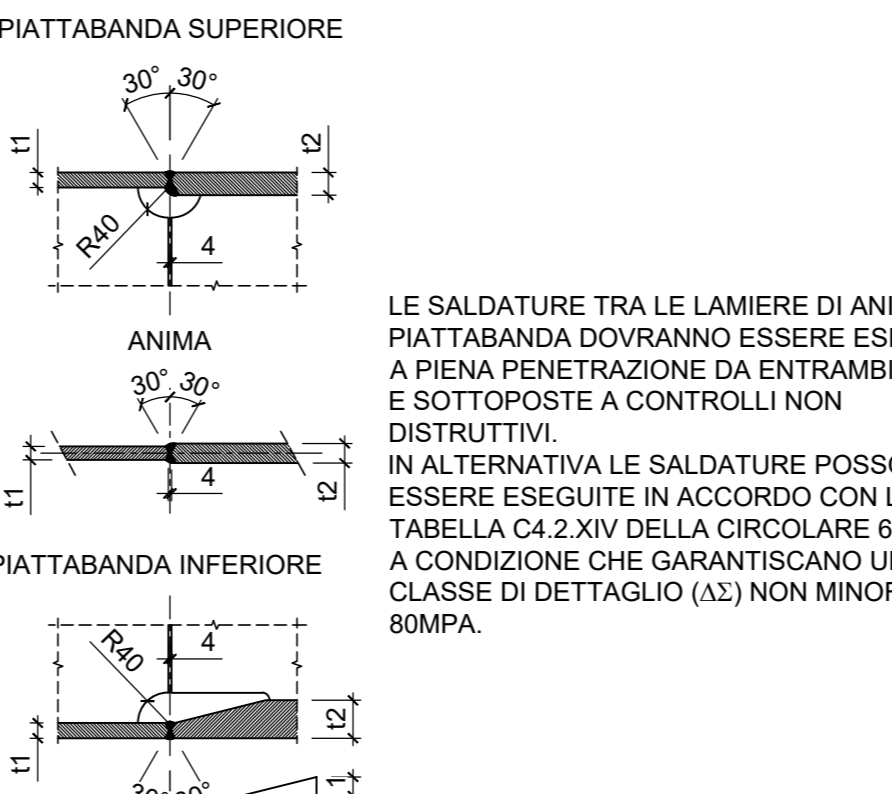 PIATTABANDA SUPERIORE
30° 30°
t1
t2
R40
4
ANIMA
30° 30°
t1
4
t2
PIATTABANDA INFERIORE
R40
4
t1
t2
30° 30°
1
LE SALDATURE TRA LE LAMIERE DI
PIATTABANDA DOVRANNO ESSERE
A PIENA PENETRAZIONE DA
E SOTTOPOSTE A CONTROLLI NON
DISTRUTTIVI.
IN ALTERNATIVA LE SALDATURE
ESSERE ESEGUITE IN ACCORDO CON
TABELLA C4.2.XIV DELLA CIRCOLARE
A CONDIZIONE CHE GARANTISCANO
CLASSE DI DETTAGLIO (ΔΣ) NON
80MPA.